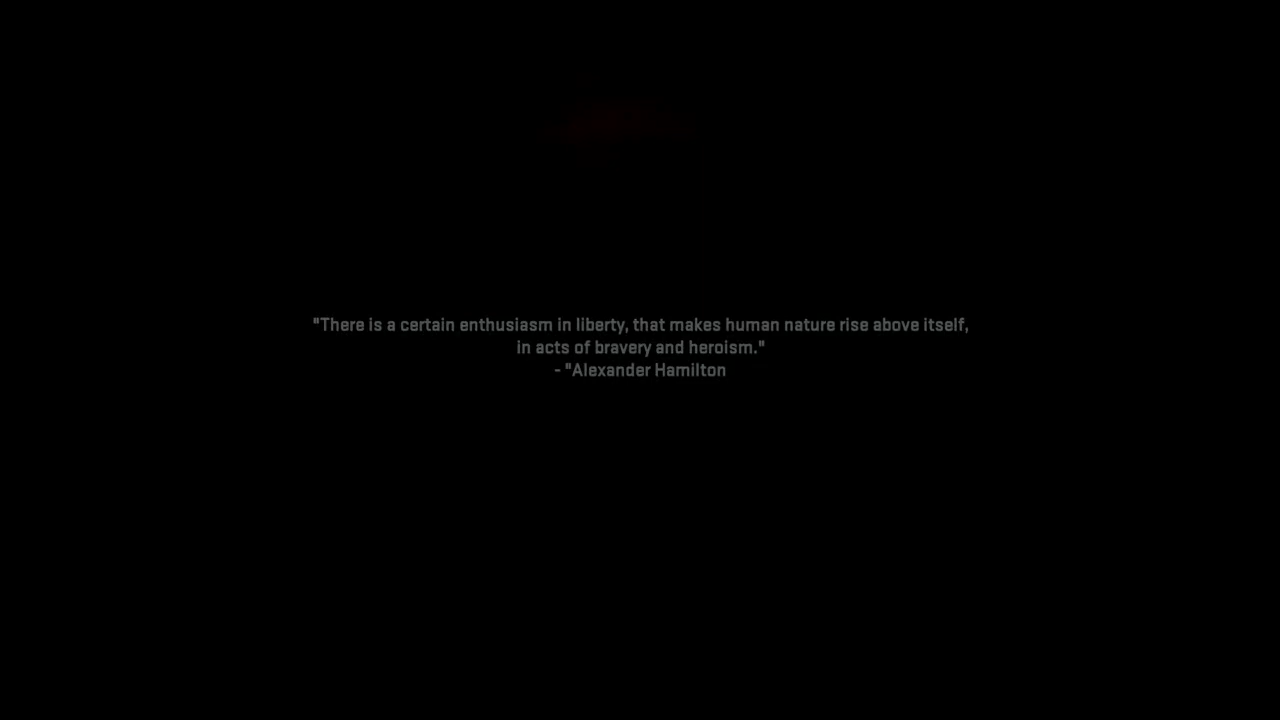 "There is a certain enthusiasm in liberty, that makes human nature rise above itself,
in acts of bravery and heroism."
- "Alexander Hamilton